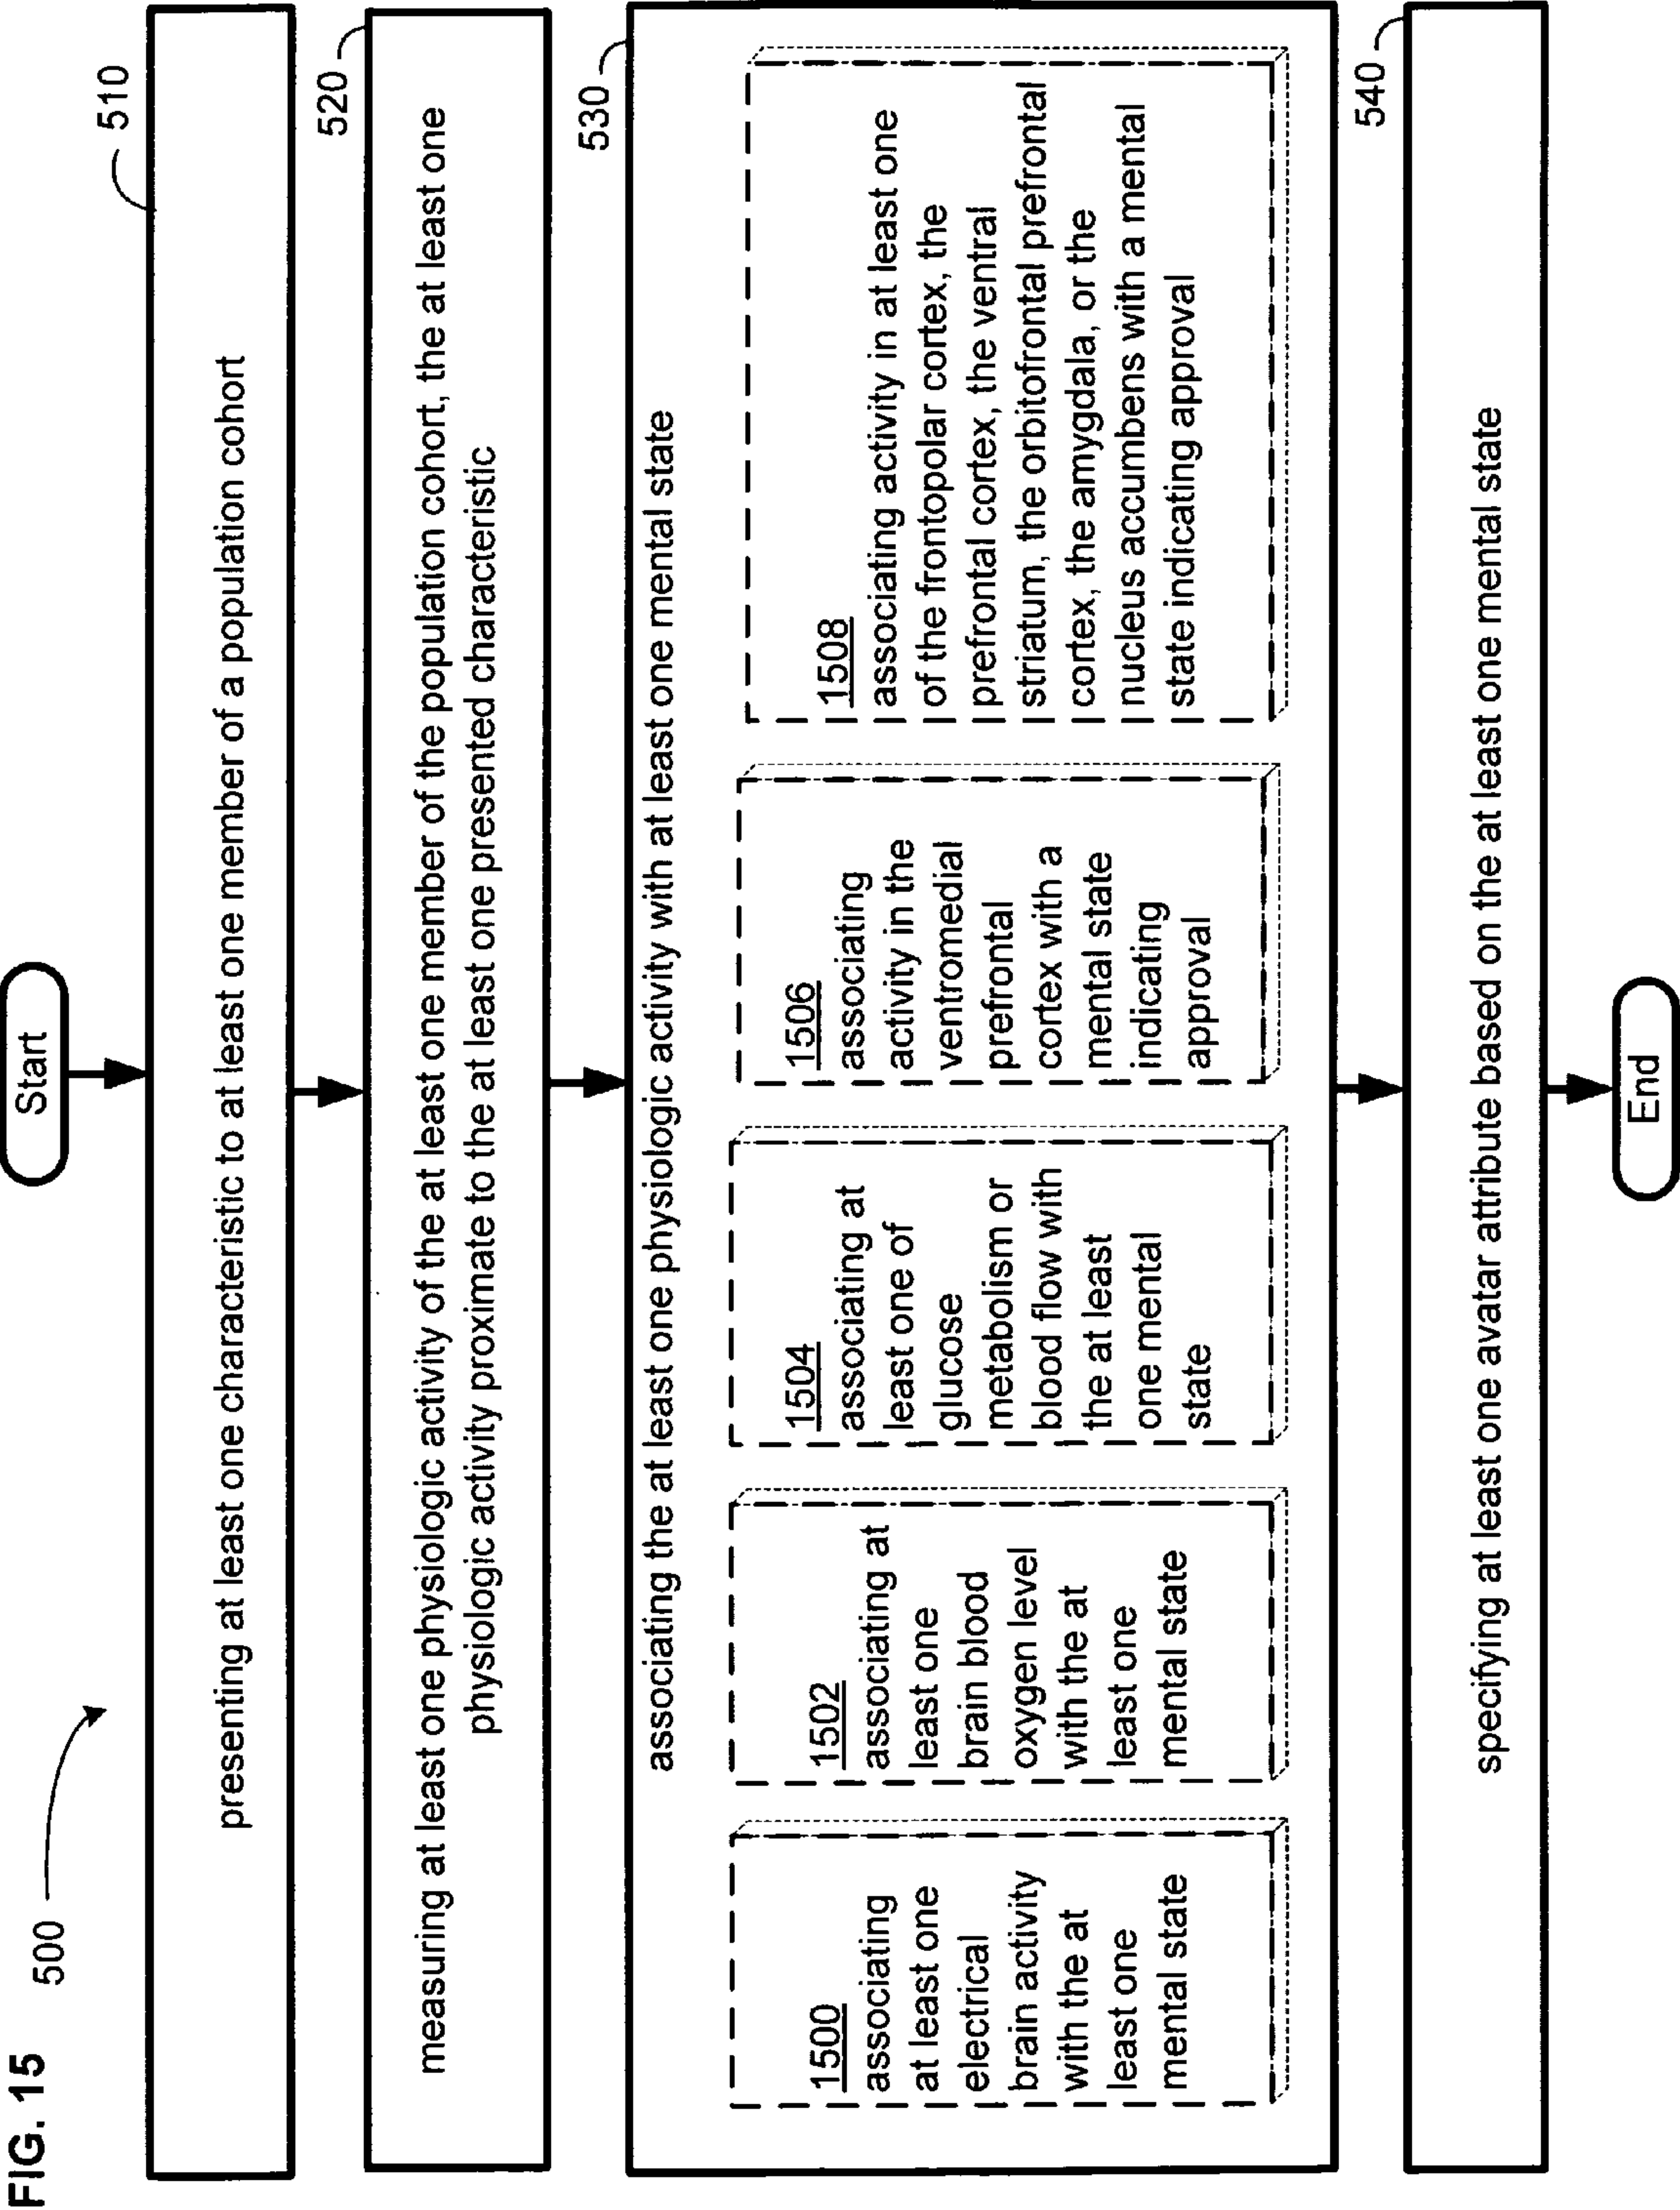 FIG. 15
500
Start
510
presenting at least one characteristic to at least one member of a population cohort
520
measuring at least one physiologic activity of the at least one member of the population cohort, the at least one
physiologic activity proximate to the at least one presented characteristic
530
associating the at least one physiologic activity with at least one mental state
1500
associating
at least one
electrical
brain activity
with the at
least one
mental state
1502
associating at
least one
brain blood
oxygen level
with the at
least one
mental state
1504
associating at
least one of
glucose
metabolism or
blood flow with
the at least
one mental
state
1506
associating
activity in the
ventromedial
prefrontal
cortex with a
mental state
indicating
approval
1508
associating activity in at least one
of the frontopolar cortex, the
prefrontal cortex, the ventral
striatum, the orbitofrontal prefrontal
cortex, the amygdala, or the
nucleus accumbens with a mental
state indicating approval
540
specifying at least one avatar attribute based on the at least one mental state
End